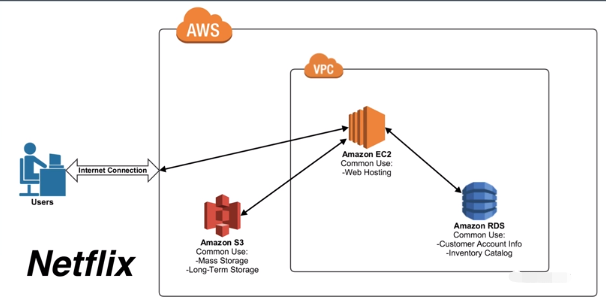 AWS
VPC
Internet Connection
Users
Amazon EC2
Common Use:
-Web Hosting
Amazon S3
Common Use:
-Mass Storage
-Long-Term Storage
Amazon RDS
Common Use:
-Customer Account Info
-Inventory Catalog
Netflix